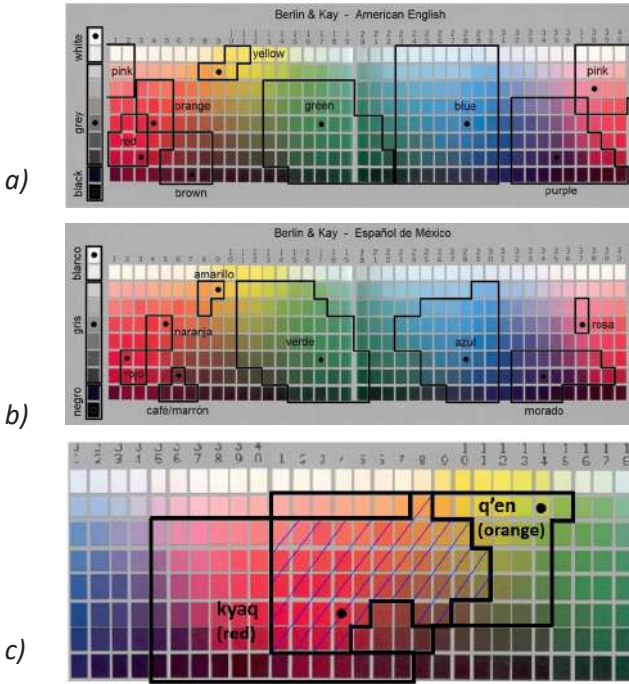 a)
Berlin & Kay - American English
white
grey
black
yellow
pink
orange
green
blue
pink
red
brown
purple
b)
Berlin & Kay - Español de México
blanco
gris
negro
amarillo
naranja
verde
azul
rosa
rojo
café/marrón
morado
c)
q'en
(orange)
kyaq
(red)